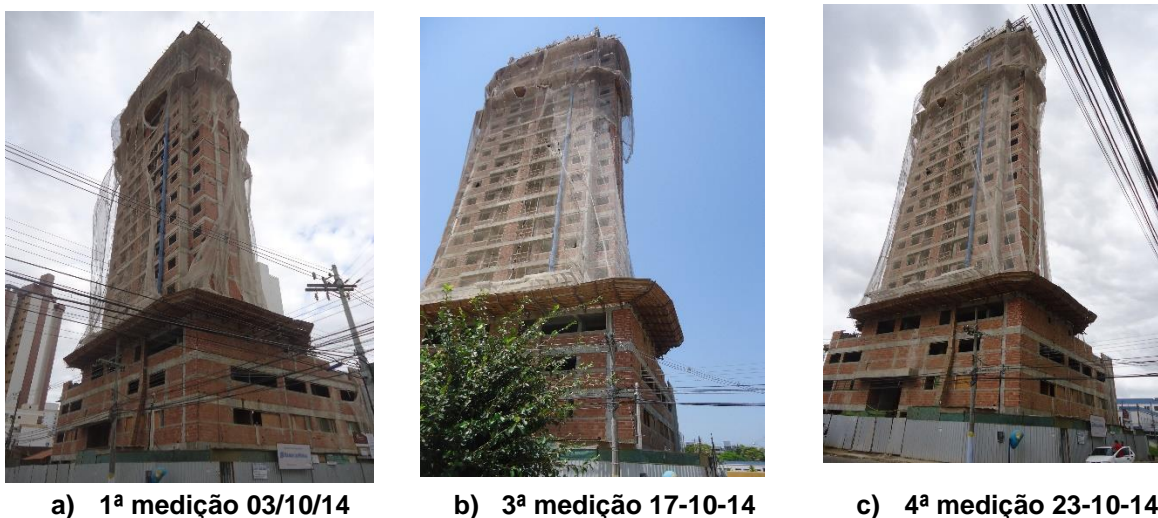 a) 1ª medição 03/10/14
b) 3ª medição 17-10-14
c) 4ª medição 23-10-14